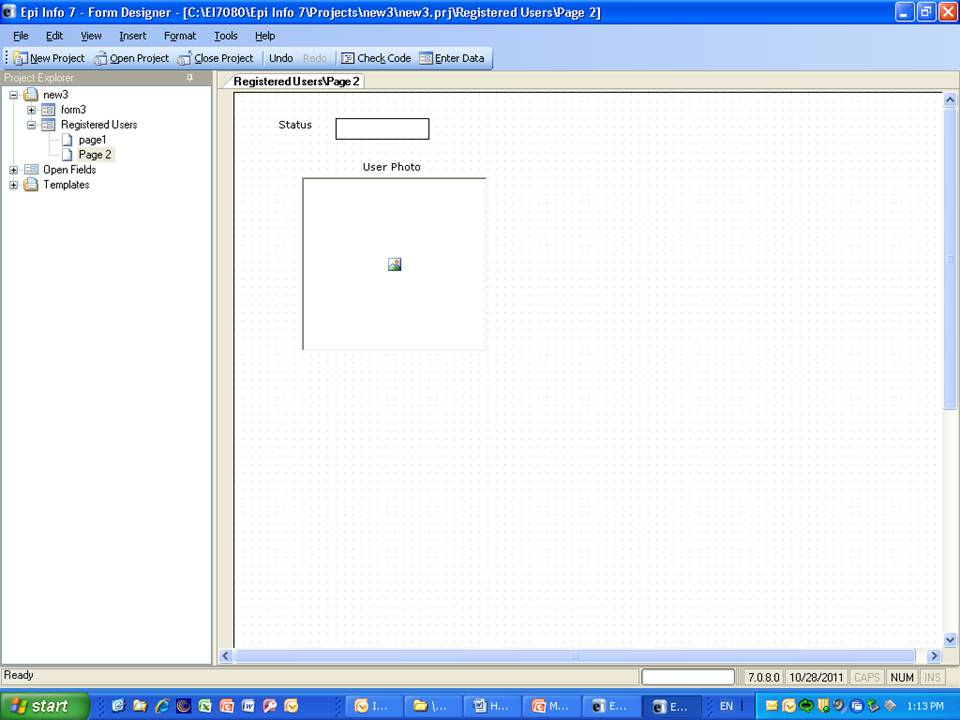 Epi Info 7 - Form Designer - [C:\EI7080\Epi Info 7\Projects\new3\new3.prj\Registered Users\Page 2]
File Edit View Insert Format Tools Help
New Project Open Project Close Project Undo Redo Check Code Enter Data
Project Explorer
new3
form3
Registered Users
page1
Page 2
Open Fields
Templates
Registered Users\Page 2
Status
User Photo
Ready
7.0.8.0 10/28/2011 CAPS NUM INS
start I... \... H... M... E... E... EN 1:13 PM